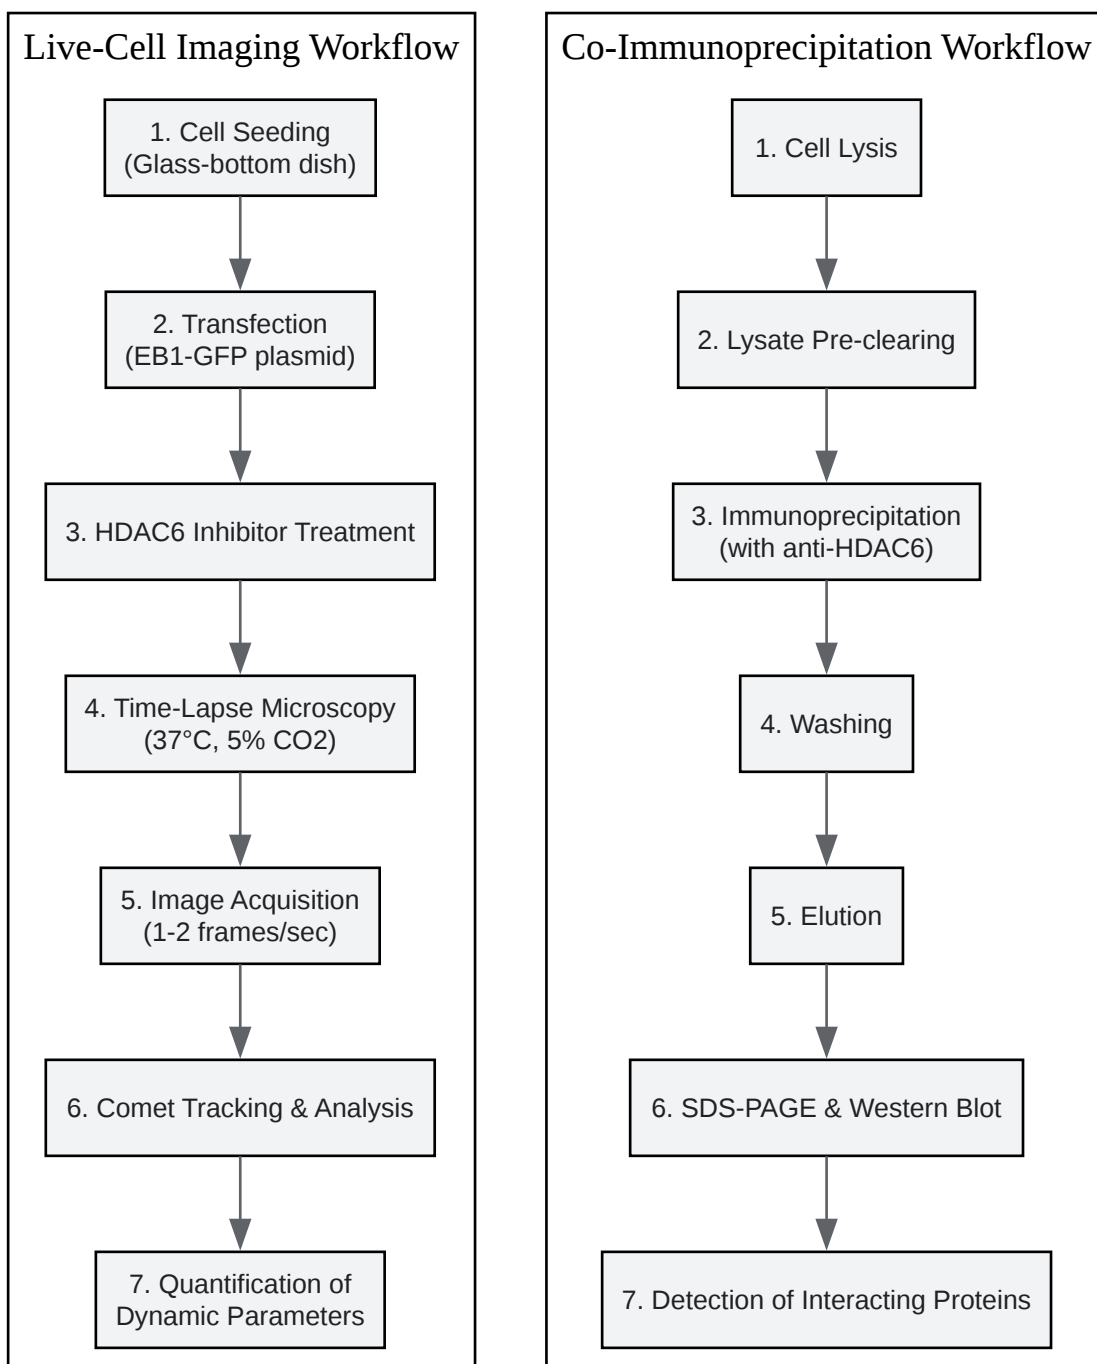 Live-Cell Imaging Workflow
1. Cell Seeding
(Glass-bottom dish)
2. Transfection
(EB1-GFP plasmid)
3. HDAC6 Inhibitor Treatment
4. Time-Lapse Microscopy
(37°C, 5% CO2)
5. Image Acquisition
(1-2 frames/sec)
6. Comet Tracking & Analysis
7. Quantification of
Dynamic Parameters
Co-Immunoprecipitation Workflow
1. Cell Lysis
2. Lysate Pre-clearing
3. Immunoprecipitation
(with anti-HDAC6)
4. Washing
5. Elution
6. SDS-PAGE & Western Blot
7. Detection of Interacting Proteins